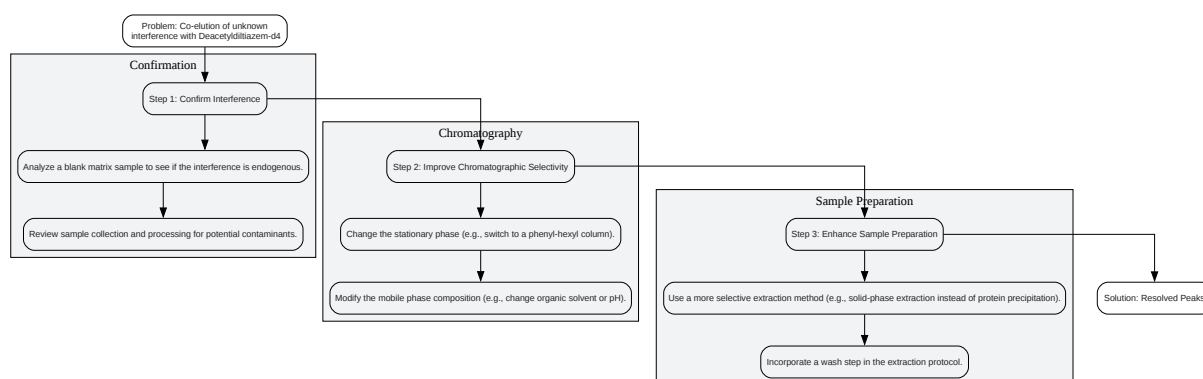 Problem: Co-elution of unknown
interference with Deacetyldiltiazem-d4
Confirmation
Step 1: Confirm Interference
Analyze a blank matrix sample to see if the interference is endogenous.
Review sample collection and processing for potential contaminants.
Chromatography
Step 2: Improve Chromatographic Selectivity
Change the stationary phase (e.g., switch to a phenyl-hexyl column).
Modify the mobile phase composition (e.g., change organic solvent or pH).
Sample Preparation
Step 3: Enhance Sample Preparation
Use a more selective extraction method (e.g., solid-phase extraction instead of protein precipitation).
Incorporate a wash step in the extraction protocol.
Solution: Resolved Peaks